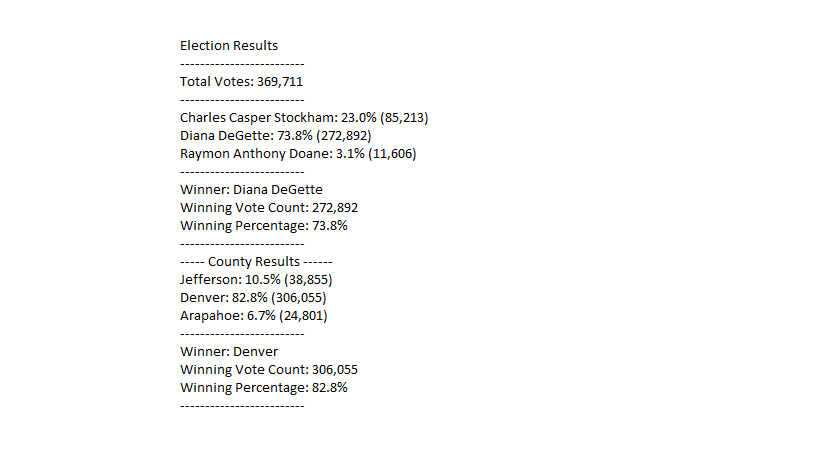 Election Results
-------------------------
Total Votes: 369,711
-------------------------
Charles Casper Stockham: 23.0% (85,213)
Diana DeGette: 73.8% (272,892)
Raymon Anthony Doane: 3.1% (11,606)
-------------------------
Winner: Diana DeGette
Winning Vote Count: 272,892
Winning Percentage: 73.8%
-------------------------
----- County Results ------
Jefferson: 10.5% (38,855)
Denver: 82.8% (306,055)
Arapahoe: 6.7% (24,801)
-------------------------
Winner: Denver
Winning Vote Count: 306,055
Winning Percentage: 82.8%
-------------------------